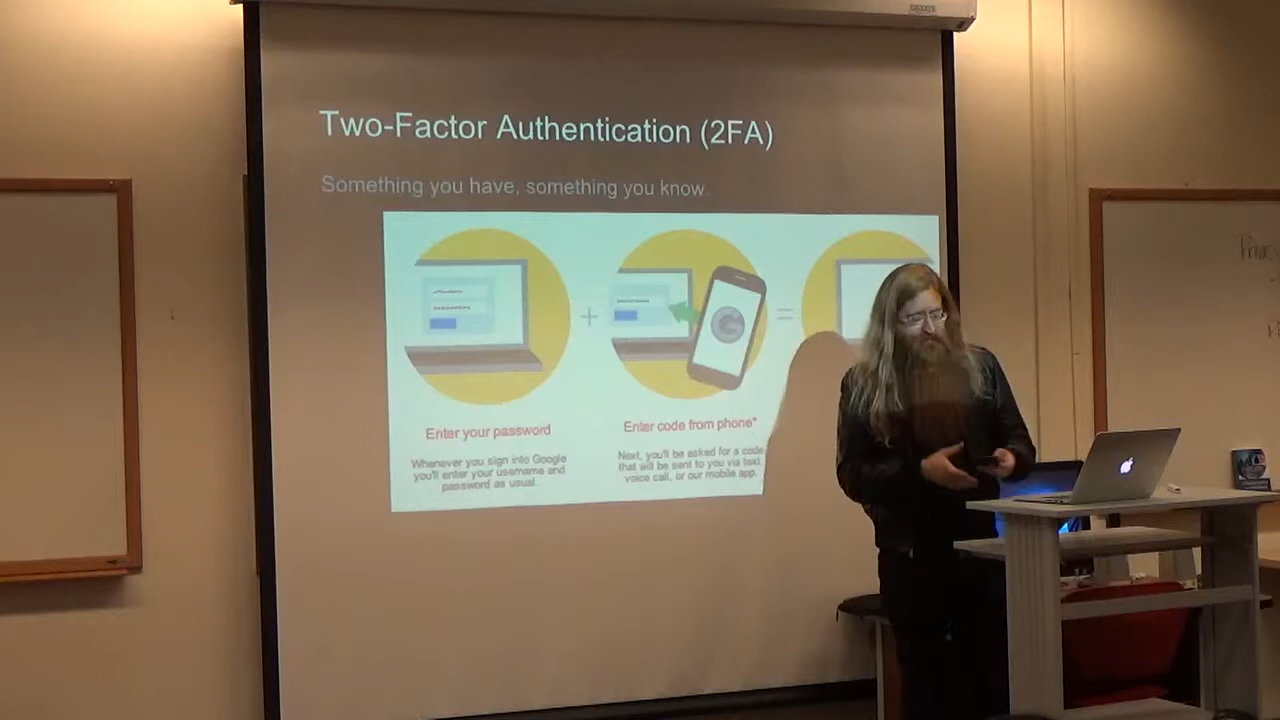 Two-Factor Authentication (2FA)
Something you have, something you know.
+
=
Enter your password
Enter code from phone*
Whenever you sign into Google
you'll enter your username and
password as usual.
Next, you'll be asked for a code
that will be sent to you via text,
voice call, or our mobile app.